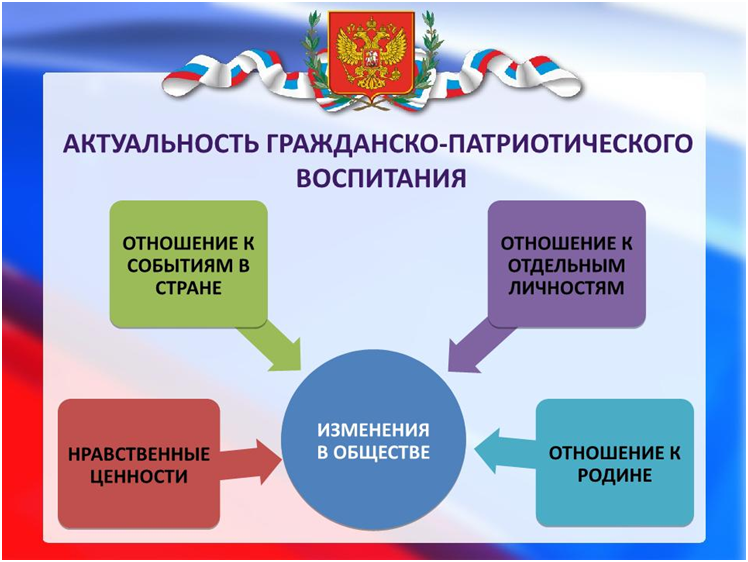 АКТУАЛЬНОСТЬ ГРАЖДАНСКО-ПАТРИОТИЧЕСКОГО
ВОСПИТАНИЯ
ОТНОШЕНИЕ К
СОБЫТИЯМ В
СТРАНЕ
ОТНОШЕНИЕ К
ОТДЕЛЬНЫМ
ЛИЧНОСТЯМ
НРАВСТВЕННЫЕ
ЦЕННОСТИ
ИЗМЕНЕНИЯ
В ОБЩЕСТВЕ
ОТНОШЕНИЕ К
РОДИНЕ